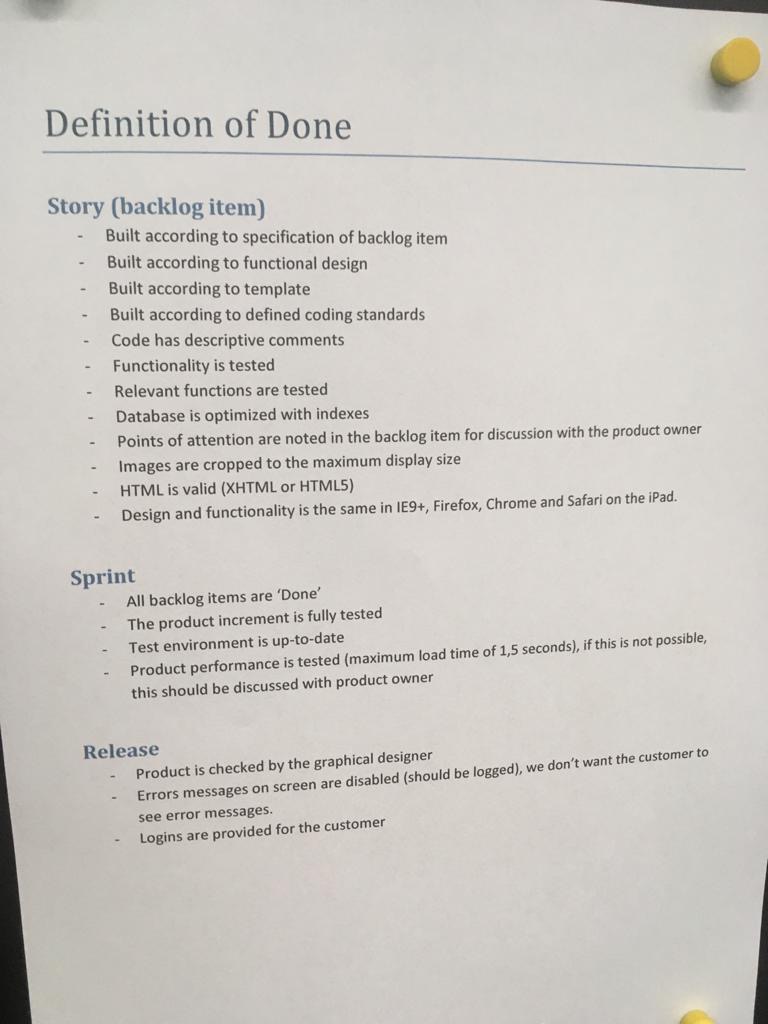 Definition of Done
Story (backlog item)
- Built according to specification of backlog item
- Built according to functional design
- Built according to template
- Built according to defined coding standards
- Code has descriptive comments
- Functionality is tested
- Relevant functions are tested
- Database is optimized with indexes
- Points of attention are noted in the backlog item for discussion with the product owner
- Images are cropped to the maximum display size
- HTML is valid (XHTML or HTML5)
- Design and functionality is the same in IE9+, Firefox, Chrome and Safari on the iPad.
Sprint
- All backlog items are ‘Done’
- The product increment is fully tested
- Test environment is up-to-date
- Product performance is tested (maximum load time of 1,5 seconds), if this is not possible,
this should be discussed with product owner
Release
- Product is checked by the graphical designer
- Errors messages on screen are disabled (should be logged), we don’t want the customer to
see error messages.
- Logins are provided for the customer